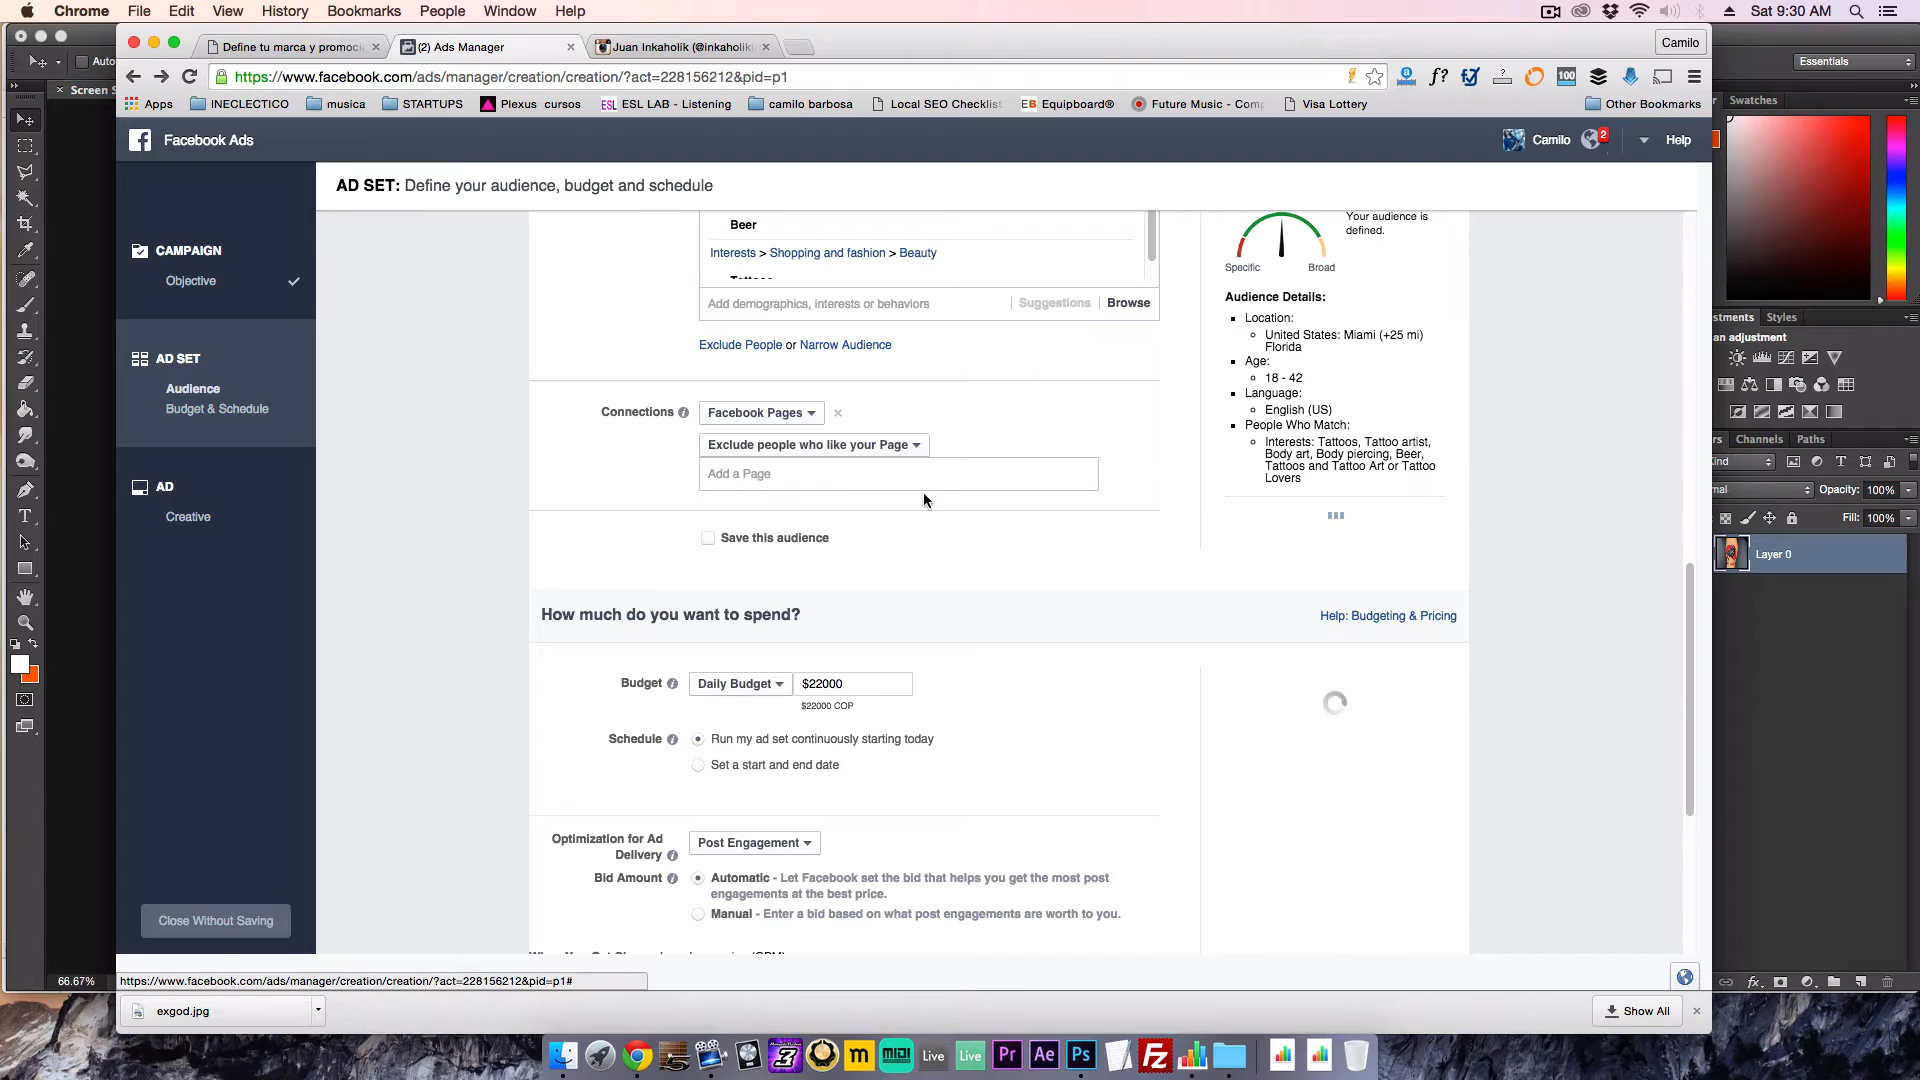 Chrome File Edit View History Bookmarks People Window Help
Sat 9:30 AM
Define tu marca y promoci
(2) Ads Manager
Juan Inkaholik (@inkaholiki
Camilo
https://www.facebook.com/ads/manager/creation/creation/?act=228156212&pid=p1
Apps
INECLECTICO
musica
STARTUPS
Plexus cursos
ESL LAB - Listening
camilo barbosa
Local SEO Checklist
Equipboard®
Future Music - Com
Visa Lottery
Other Bookmarks
Auto
Screen S
Essentials
Swatches
Facebook Ads
Camilo
2
Help
AD SET: Define your audience, budget and schedule
CAMPAIGN
Objective
AD SET
Audience
Budget & Schedule
AD
Creative
Close Without Saving
Beer
Interests > Shopping and fashion > Beauty
Tattoos
Add demographics, interests or behaviors
Suggestions
Browse
Exclude People or Narrow Audience
Connections
Facebook Pages
Exclude people who like your Page
Add a Page
Save this audience
Your audience is
defined.
Specific
Broad
Audience Details:
Location:
United States: Miami (+25 mi)
Florida
Age:
18 - 42
Language:
English (US)
People Who Match:
Interests: Tattoos, Tattoo artist,
Body art, Body piercing, Beer,
Tattoos and Tattoo Art or Tattoo
Lovers
How much do you want to spend?
Help: Budgeting & Pricing
Budget
Daily Budget
$22000
$22000 COP
Schedule
Run my ad set continuously starting today
Set a start and end date
Optimization for Ad
Delivery
Post Engagement
Bid Amount
Automatic - Let Facebook set the bid that helps you get the most post
engagements at the best price.
Manual - Enter a bid based on what post engagements are worth to you.
stments
Styles
an adjustment
rs
Channels
Paths
Kind
mal
Opacity:
100%
Fill:
100%
Layer 0
66.67%
https://www.facebook.com/ads/manager/creation/creation/?act=228156212&pid=p1#
exgod.jpg
Show All
m
MIDI
Live
Live
Pr
Ae
Ps
Fz